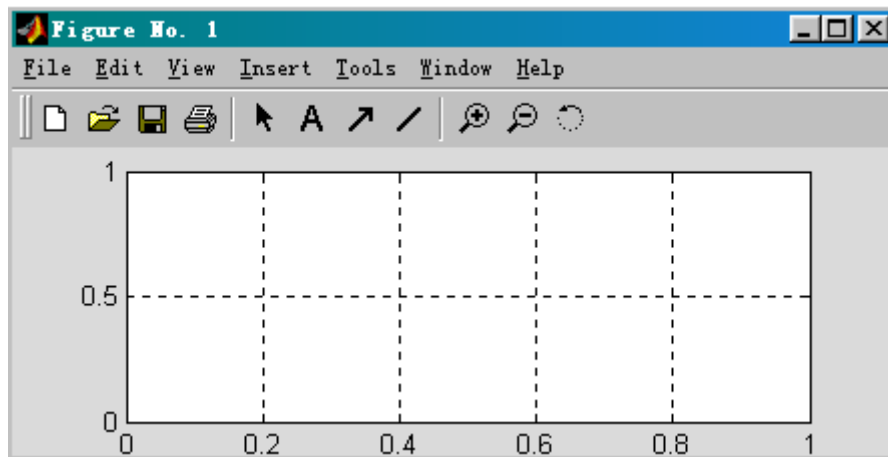 Figure No. 1
File Edit View Insert Tools Window Help
A
1
0.5
0
0 0.2 0.4 0.6 0.8 1